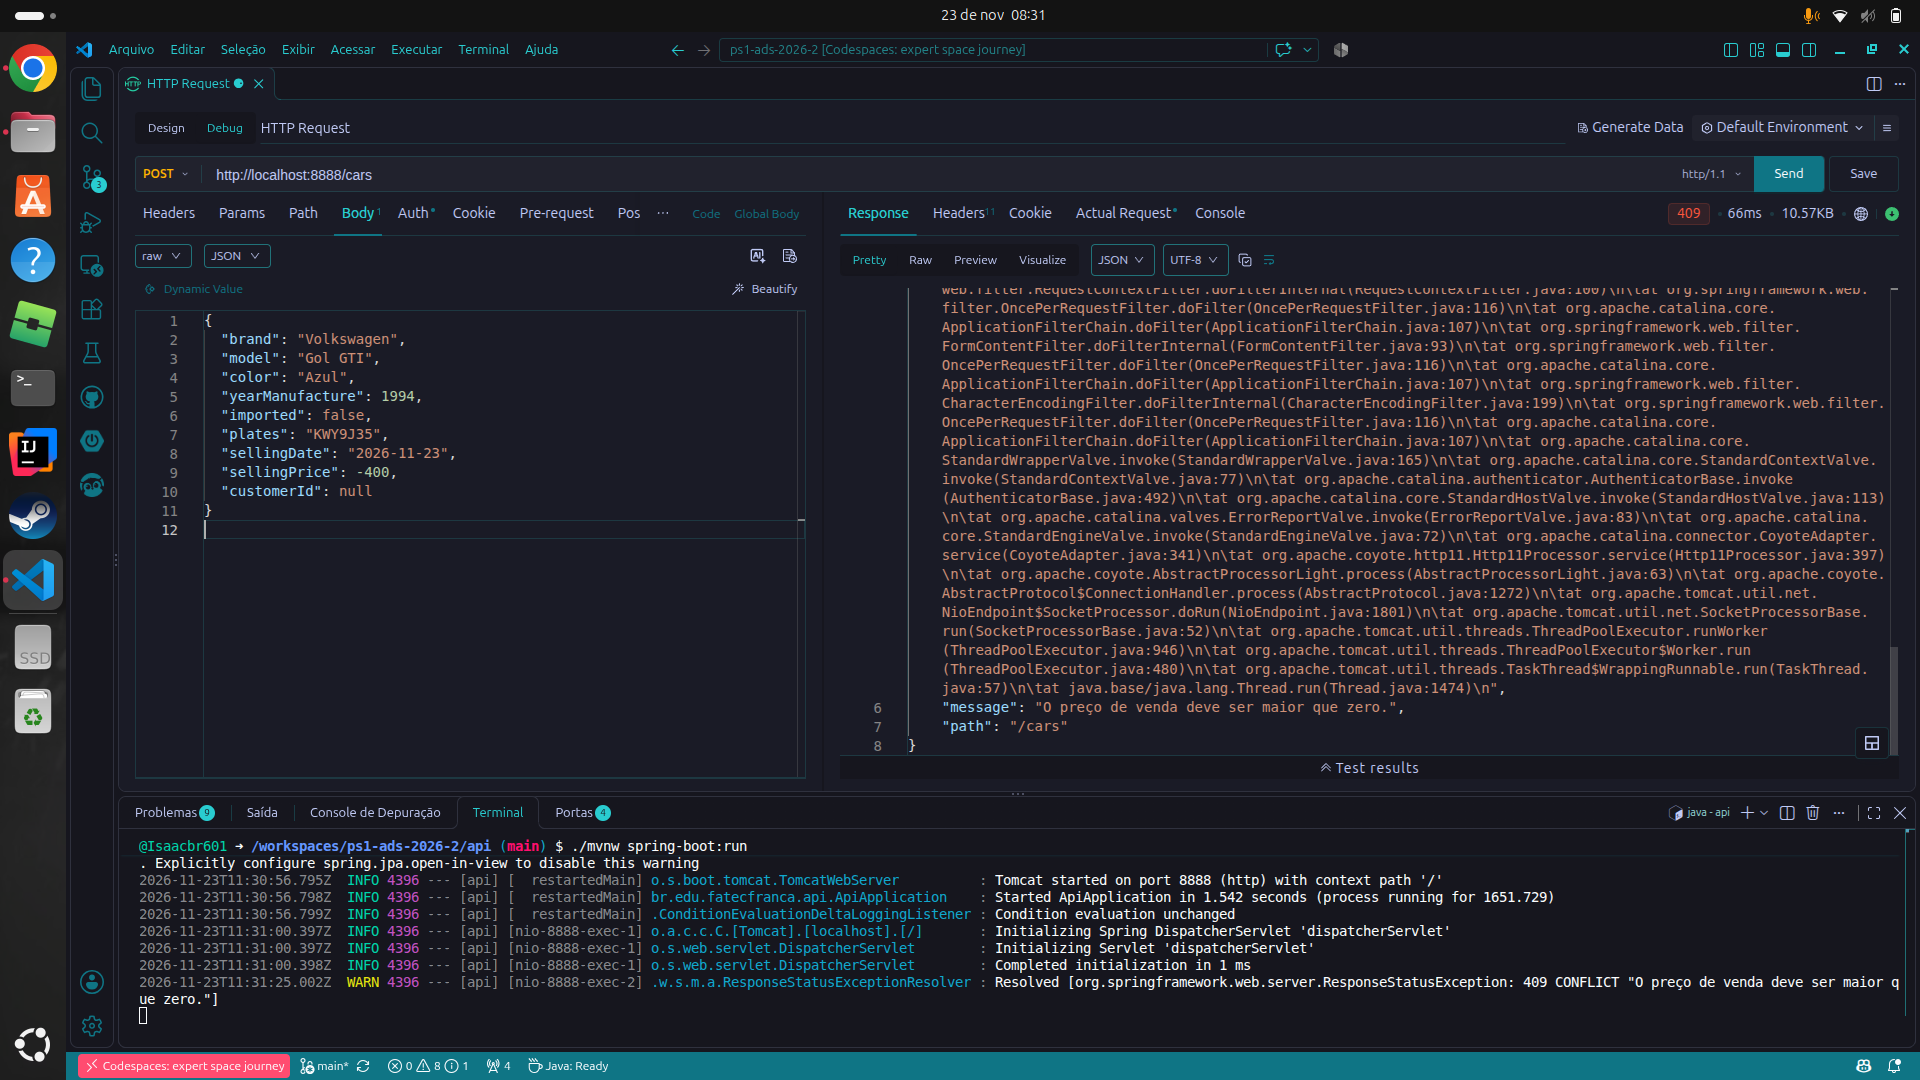 23 de nov 08:31
Arquivo Editar Seleção Exibir Acessar Executar Terminal Ajuda
ps1-ads-2026-2 [Codespaces: expert space journey]
HTTP HTTP Request
Design Debug HTTP Request
Generate Data Default Environment
POST http://localhost:8888/cars http/1.1 Send Save
Headers Params Path Body 1 Auth Cookie Pre-request Pos ··· Code Global Body
raw JSON
Dynamic Value Beautify
1 {
2 "brand": "Volkswagen",
3 "model": "Gol GTI",
4 "color": "Azul",
5 "yearManufacture": 1994,
6 "imported": false,
7 "plates": "KWY9J35",
8 "sellingDate": "2026-11-23",
9 "sellingPrice": -400,
10 "customerId": null
11 }
12
Response Headers 11 Cookie Actual Request Console 409 66ms 10.57KB
Pretty Raw Preview Visualize JSON UTF-8
web.filter.RequestContextFilter.doFilterInternal(RequestContextFilter.java:100)\n\tat org.springframework.web.
filter.OncePerRequestFilter.doFilter(OncePerRequestFilter.java:116)\n\tat org.apache.catalina.core.
ApplicationFilterChain.doFilter(ApplicationFilterChain.java:107)\n\tat org.springframework.web.filter.
FormContentFilter.doFilterInternal(FormContentFilter.java:93)\n\tat org.springframework.web.filter.
OncePerRequestFilter.doFilter(OncePerRequestFilter.java:116)\n\tat org.apache.catalina.core.
ApplicationFilterChain.doFilter(ApplicationFilterChain.java:107)\n\tat org.springframework.web.filter.
CharacterEncodingFilter.doFilterInternal(CharacterEncodingFilter.java:199)\n\tat org.springframework.web.filter.
OncePerRequestFilter.doFilter(OncePerRequestFilter.java:116)\n\tat org.apache.catalina.core.
ApplicationFilterChain.doFilter(ApplicationFilterChain.java:107)\n\tat org.apache.catalina.core.
StandardWrapperValve.invoke(StandardWrapperValve.java:165)\n\tat org.apache.catalina.core.StandardContextValve.
invoke(StandardContextValve.java:77)\n\tat org.apache.catalina.authenticator.AuthenticatorBase.invoke
(AuthenticatorBase.java:492)\n\tat org.apache.catalina.core.StandardHostValve.invoke(StandardHostValve.java:113)
\n\tat org.apache.catalina.valves.ErrorReportValve.invoke(ErrorReportValve.java:83)\n\tat org.apache.catalina.
core.StandardEngineValve.invoke(StandardEngineValve.java:72)\n\tat org.apache.catalina.connector.CoyoteAdapter.
service(CoyoteAdapter.java:341)\n\tat org.apache.coyote.http11.Http11Processor.service(Http11Processor.java:397)
\n\tat org.apache.coyote.AbstractProcessorLight.process(AbstractProcessorLight.java:63)\n\tat org.apache.coyote.
AbstractProtocol$ConnectionHandler.process(AbstractProtocol.java:1272)\n\tat org.apache.tomcat.util.net.
NioEndpoint$SocketProcessor.doRun(NioEndpoint.java:1801)\n\tat org.apache.tomcat.util.net.SocketProcessorBase.
run(SocketProcessorBase.java:52)\n\tat org.apache.tomcat.util.threads.ThreadPoolExecutor.runWorker
(ThreadPoolExecutor.java:946)\n\tat org.apache.tomcat.util.threads.ThreadPoolExecutor$Worker.run
(ThreadPoolExecutor.java:480)\n\tat org.apache.tomcat.util.threads.TaskThread$WrappingRunnable.run(TaskThread.
java:57)\n\tat java.base/java.lang.Thread.run(Thread.java:1474)\n",
6 "message": "O preço de venda deve ser maior que zero.",
7 "path": "/cars"
8 }
Test results
Problemas 9 Saída Console de Depuração Terminal Portas 4 java - api
@Isaacbr601 ➜ /workspaces/ps1-ads-2026-2/api (main) $ ./mvnw spring-boot:run
. Explicitly configure spring.jpa.open-in-view to disable this warning
2026-11-23T11:30:56.795Z INFO 4396 --- [api] [ restartedMain] o.s.boot.tomcat.TomcatWebServer : Tomcat started on port 8888 (http) with context path '/'
2026-11-23T11:30:56.798Z INFO 4396 --- [api] [ restartedMain] br.edu.fatecfranca.api.ApiApplication : Started ApiApplication in 1.542 seconds (process running for 1651.729)
2026-11-23T11:30:56.799Z INFO 4396 --- [api] [ restartedMain] .ConditionEvaluationDeltaLoggingListener : Condition evaluation unchanged
2026-11-23T11:31:00.397Z INFO 4396 --- [api] [nio-8888-exec-1] o.a.c.c.C.[Tomcat].[localhost].[/] : Initializing Spring DispatcherServlet 'dispatcherServlet'
2026-11-23T11:31:00.397Z INFO 4396 --- [api] [nio-8888-exec-1] o.s.web.servlet.DispatcherServlet : Initializing Servlet 'dispatcherServlet'
2026-11-23T11:31:00.398Z INFO 4396 --- [api] [nio-8888-exec-1] o.s.web.servlet.DispatcherServlet : Completed initialization in 1 ms
2026-11-23T11:31:25.002Z WARN 4396 --- [api] [nio-8888-exec-2] .w.s.m.a.ResponseStatusExceptionResolver : Resolved [org.springframework.web.server.ResponseStatusException: 409 CONFLICT "O preço de venda deve ser maior q
ue zero."]
Codespaces: expert space journey main* 0 8 1 4 Java: Ready
3
IJ
SSD